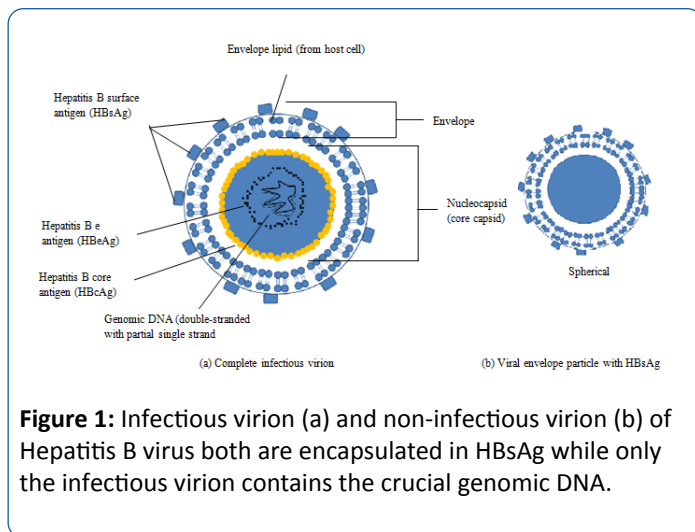 Envelope lipid (from host cell)
Hepatitis B surface
antigen (HBsAg)
Envelope
Nucleocapsid
(core capsid)
Hepatitis B e
antigen (HBeAg)
Hepatitis B core
antigen (HBcAg)
Genomic DNA (double-stranded
with partial single strand
Spherical
(a) Complete infectious virion
(b) Viral envelope particle with HBsAg
Figure 1: Infectious virion (a) and non-infectious virion (b) of
Hepatitis B virus both are encapsulated in HBsAg while only
the infectious virion contains the crucial genomic DNA.